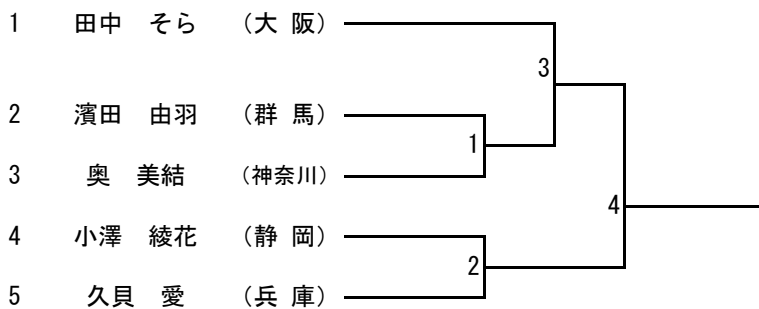 1 田中 そら （大 阪）
3
2 濱田 由羽 （群 馬）
1
3 奥 美結 （神奈川）
4 小澤 綾花 （静 岡）
4
2
5 久貝 愛 （兵 庫）